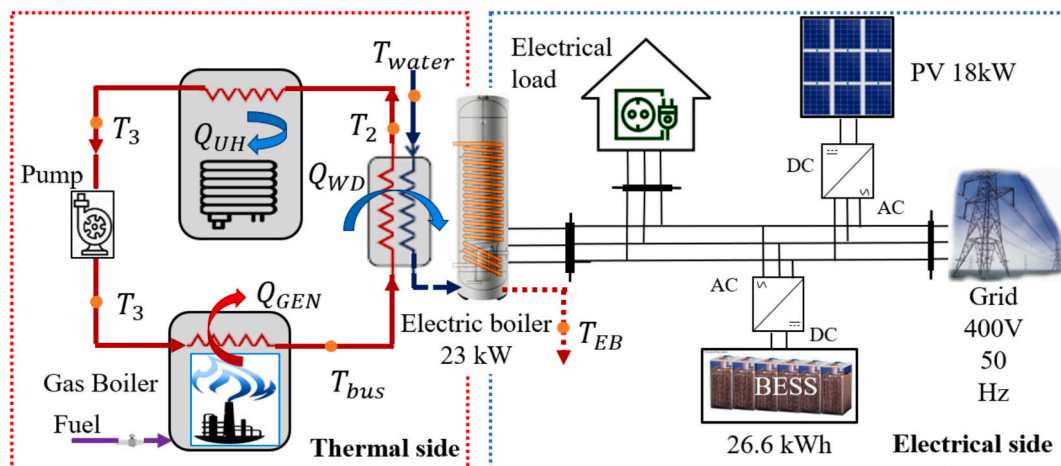 T_water
Electrical
load
PV 18kW
T_3
T_2
Q_UH
Pump
Q_WD
DC
AC
T_3
Q_GEN
AC
DC
Electric boiler
23 kW
T_EB
Grid
400V
50
Hz
Gas Boiler
T_bus
BESS
Fuel
Thermal side
26.6 kWh
Electrical side